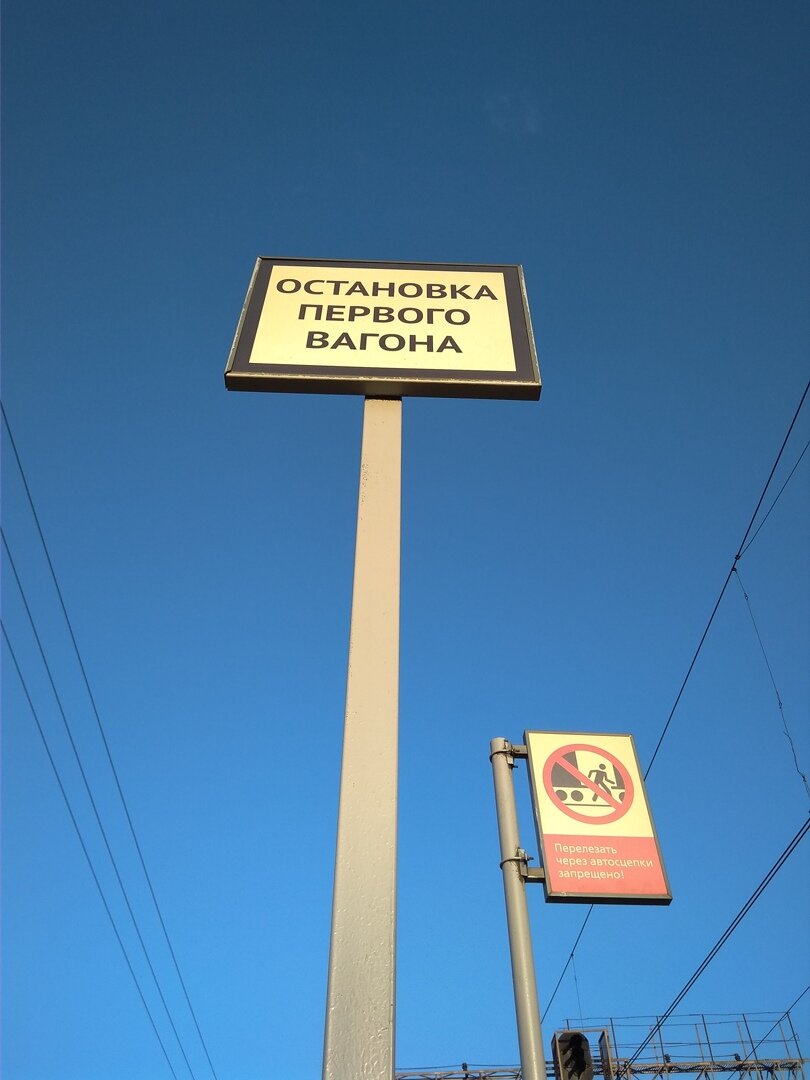 ОСТАНОВКА
ПЕРВОГО
ВАГОНА
Перелезать
через автосцепки
запрещено!